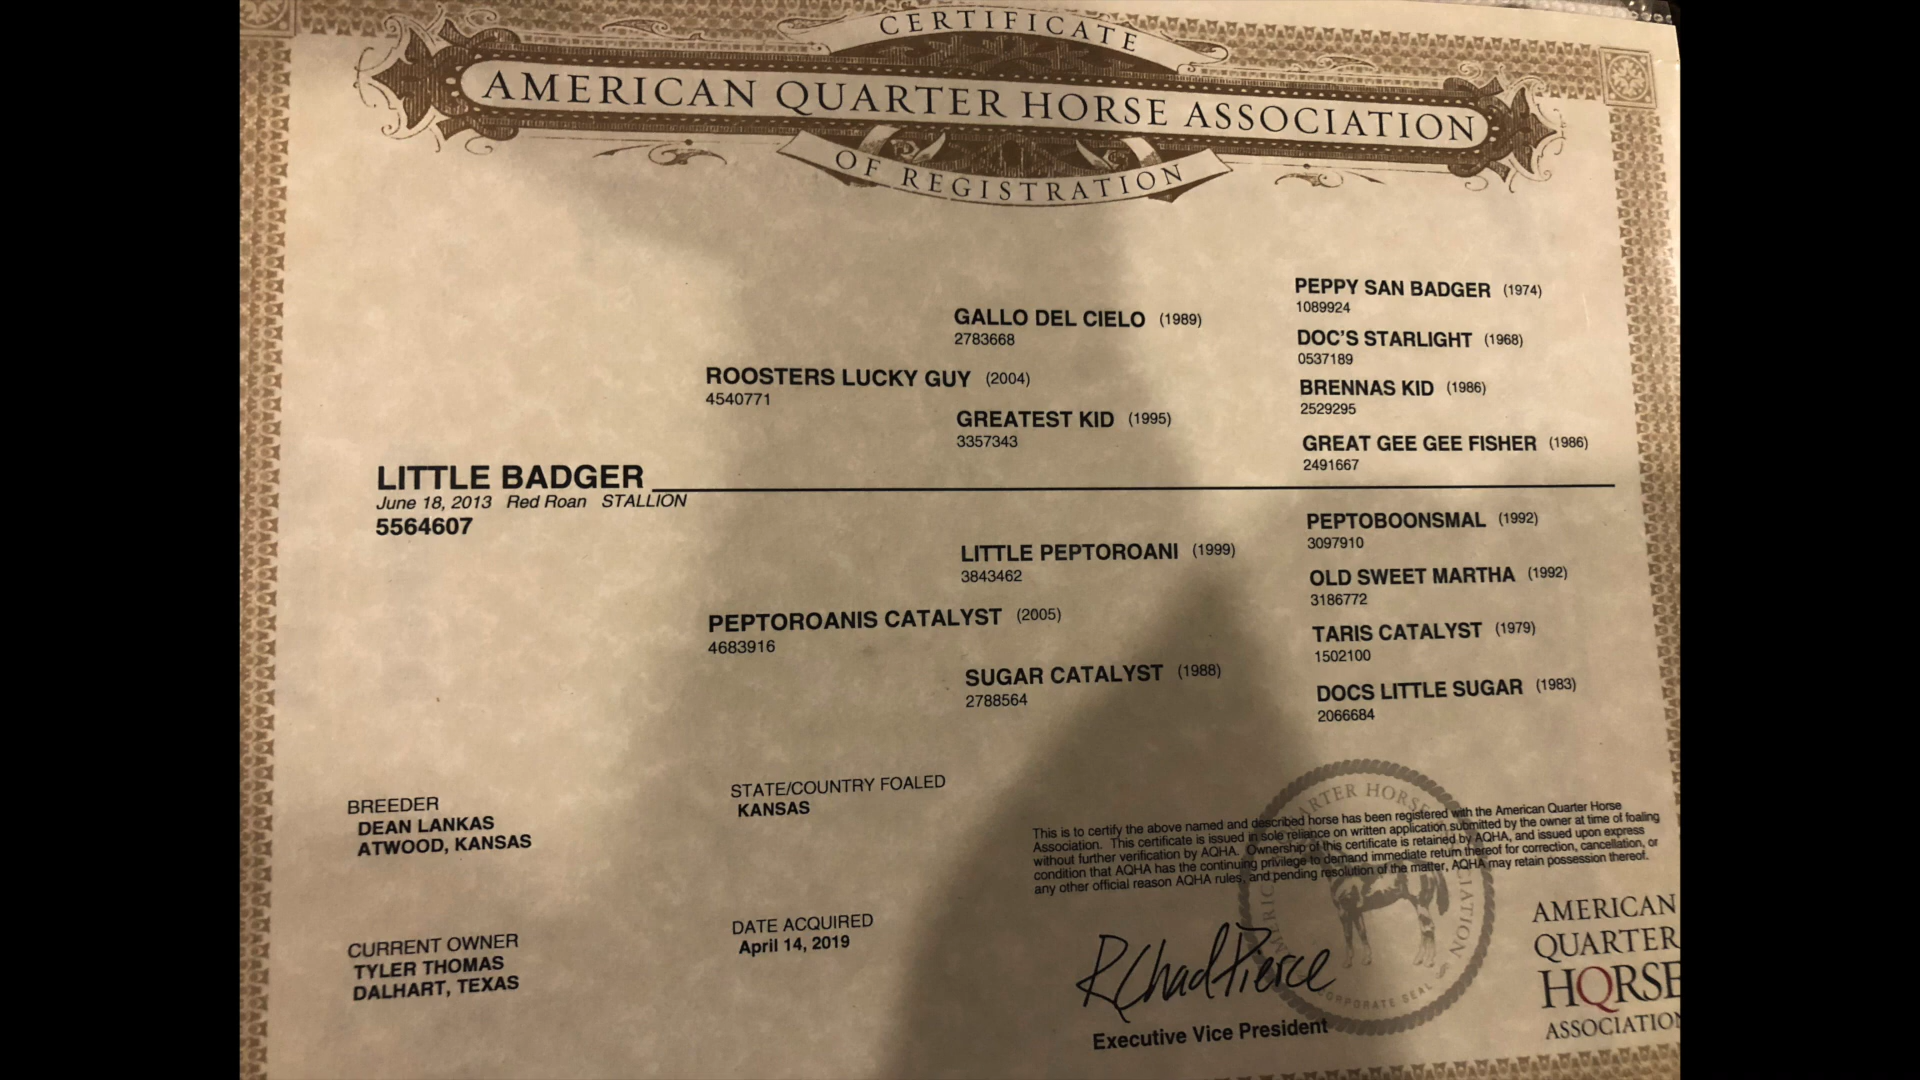 CERTIFICATE
AMERICAN QUARTER HORSE ASSOCIATION
OF REGISTRATION
PEPPY SAN BADGER (1974)
1089924
GALLO DEL CIELO (1989)
2783668
DOC'S STARLIGHT (1968)
0537189
ROOSTERS LUCKY GUY (2004)
4540771
BRENNAS KID (1986)
2529295
GREATEST KID (1995)
3357343
GREAT GEE GEE FISHER (1986)
2491667
LITTLE BADGER
June 18, 2013 Red Roan STALLION
5564607
PEPTOBOONSMAL (1992)
3097910
LITTLE PEPTOROANI (1999)
3843462
OLD SWEET MARTHA (1992)
3186772
PEPTOROANIS CATALYST (2005)
4683916
TARIS CATALYST (1979)
1502100
SUGAR CATALYST (1988)
2788564
DOCS LITTLE SUGAR (1983)
2066684
BREEDER
DEAN LANKAS
ATWOOD, KANSAS
STATE/COUNTRY FOALED
KANSAS
This is to certify the above named and described horse has been registered with the American Quarter Horse
Association. This certificate is issued in sole reliance on written application submitted by the owner at time of foaling
without further verification by AQHA. Ownership of this certificate is retained by AQHA, and issued upon express
condition that AQHA has the continuing privilege to demand immediate return thereof for correction, cancellation, or
any other official reason AQHA rules, and pending resolution of the matter, AQHA may retain possession thereof.
CURRENT OWNER
TYLER THOMAS
DALHART, TEXAS
DATE ACQUIRED
April 14, 2019
R Chad Pierce
Executive Vice President
CORPORATE SEAL
AMERICAN
QUARTER
HORSE
ASSOCIATION